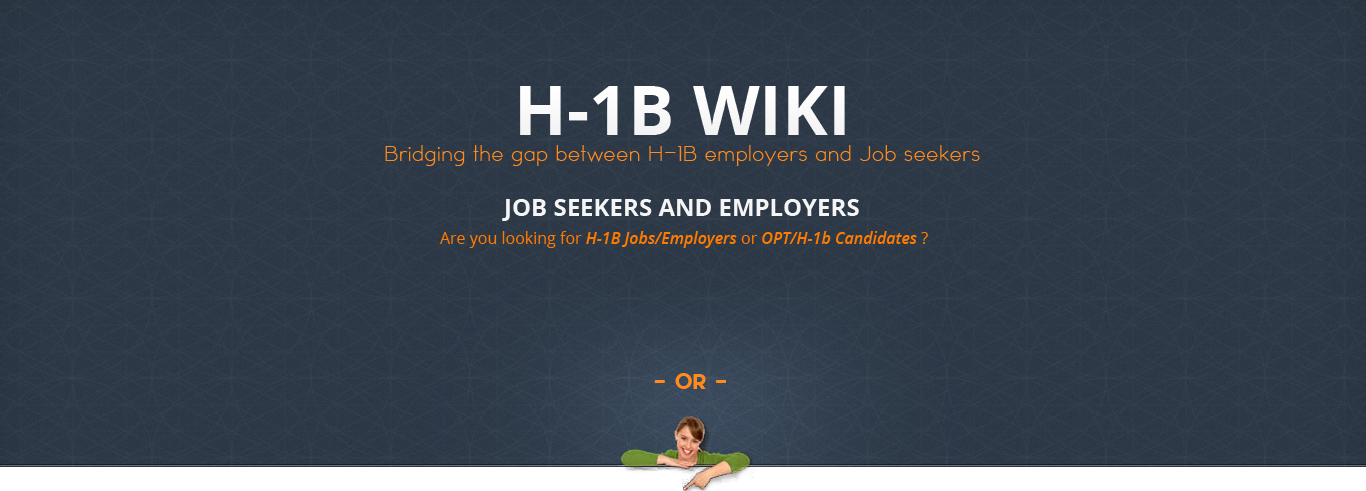 H-1B WIKI
Bridging the gap between H-1B employers and Job seekers
JOB SEEKERS AND EMPLOYERS
Are you looking for H-1B Jobs/Employers or OPT/H-1b Candidates ?
- OR -